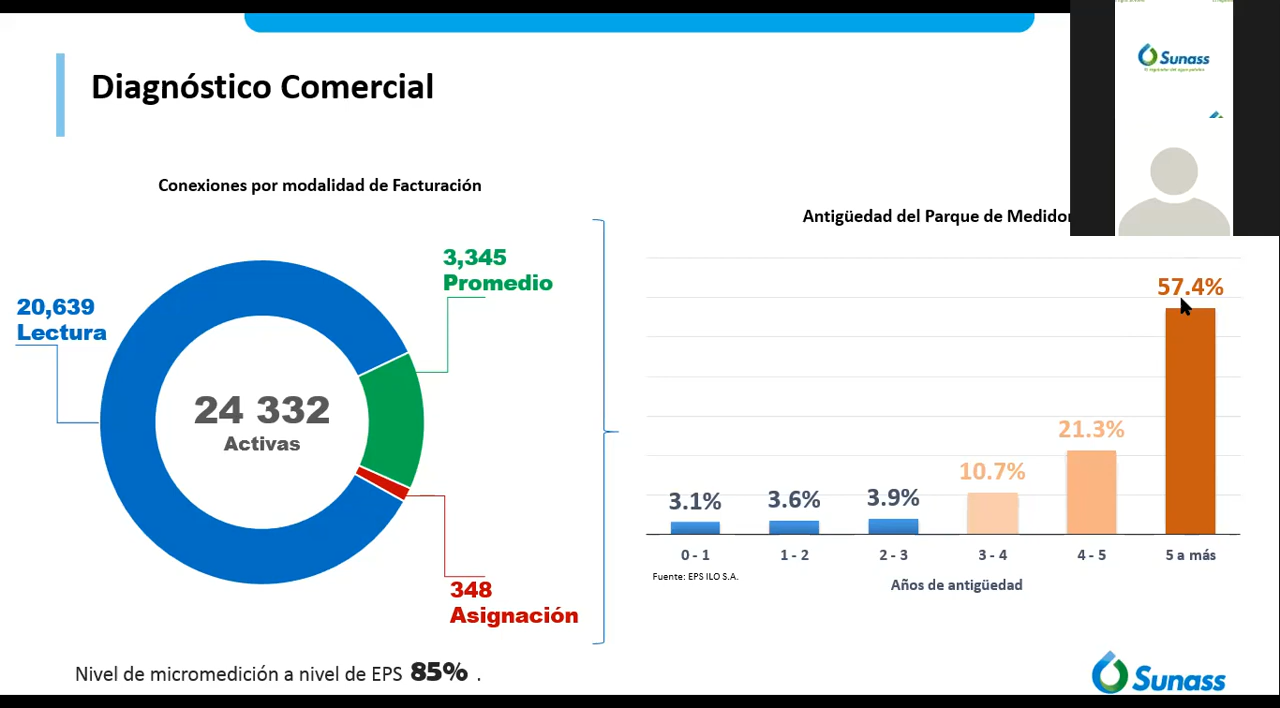 Diagnóstico Comercial
Conexiones por modalidad de Facturación
20,639
Lectura
3,345
Promedio
24 332
Activas
348
Asignación
Nivel de micromedición a nivel de EPS 85% .
Antigüedad del Parque de Medido
57.4%
21.3%
10.7%
3.9%
3.6%
3.1%
0 - 1
1 - 2
2 - 3
3 - 4
4 - 5
5 a más
Fuente: EPS ILO S.A.
Años de antigüedad
Sunass
Sunass